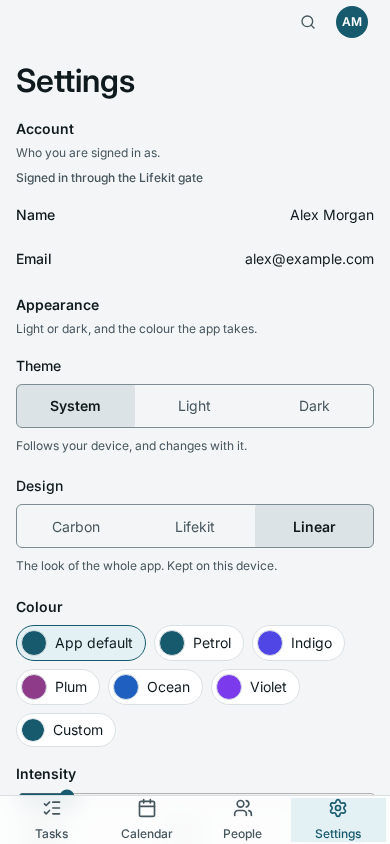 AM
Settings
Account
Who you are signed in as.
Signed in through the Lifekit gate
Name Alex Morgan
Email alex@example.com
Appearance
Light or dark, and the colour the app takes.
Theme
System Light Dark
Follows your device, and changes with it.
Design
Carbon Lifekit Linear
The look of the whole app. Kept on this device.
Colour
App default Petrol Indigo
Plum Ocean Violet
Custom
Intensity
Tasks Calendar People Settings